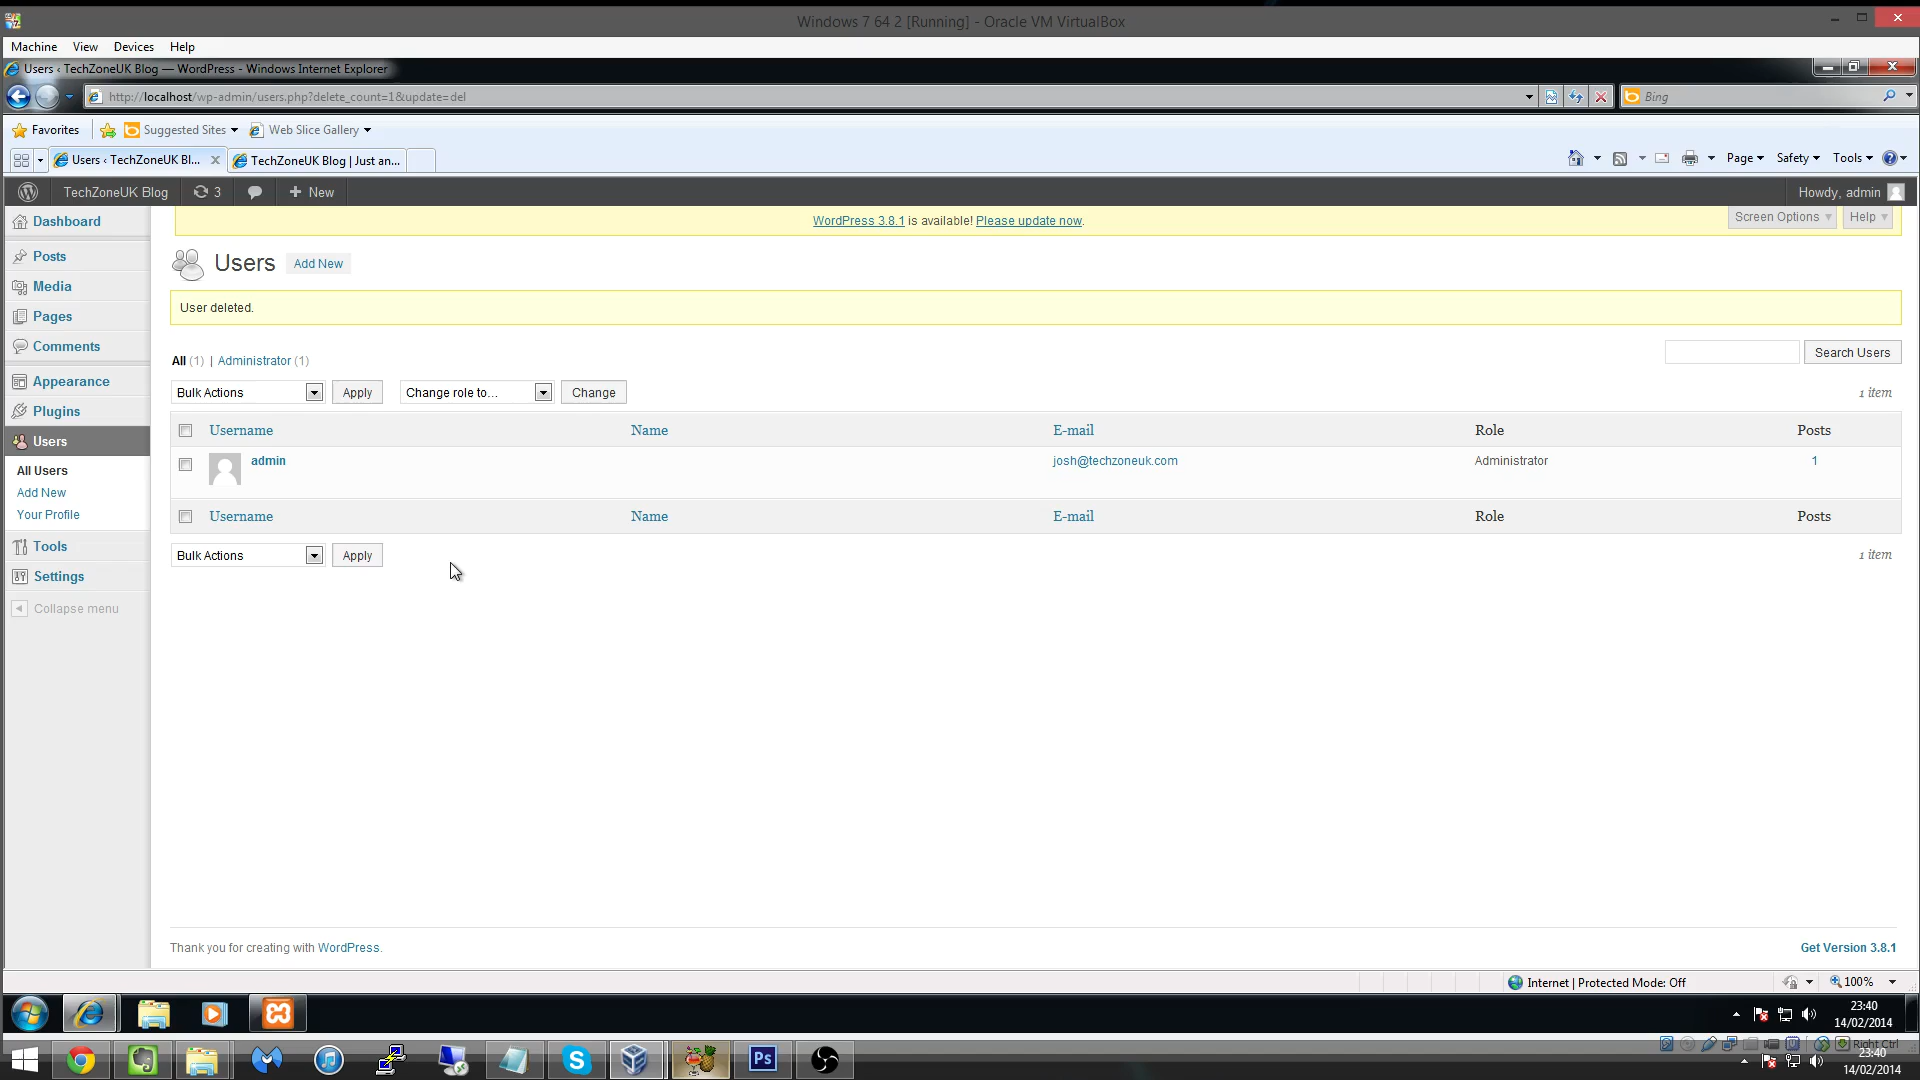 Windows 7 64 2 [Running] - Oracle VM VirtualBox
Machine View Devices Help
Users ‹ TechZoneUK Blog — WordPress - Windows Internet Explorer
http://localhost/wp-admin/users.php?delete_count=1&update=del
Bing
Favorites Suggested Sites Web Slice Gallery
Users ‹ TechZoneUK Bl... TechZoneUK Blog | Just an...
Page Safety Tools
TechZoneUK Blog 3 New Howdy, admin
WordPress 3.8.1 is available! Please update now.
Screen Options Help
Dashboard
Posts
Media
Pages
Comments
Appearance
Plugins
Users
All Users
Add New
Your Profile
Tools
Settings
Collapse menu
Users Add New
User deleted.
All (1) | Administrator (1)
Search Users
Bulk Actions Apply Change role to... Change 1 item
Username Name E-mail Role Posts
admin josh@techzoneuk.com Administrator 1
Username Name E-mail Role Posts
Bulk Actions Apply 1 item
Thank you for creating with WordPress. Get Version 3.8.1
Internet | Protected Mode: Off 100%
23:40
14/02/2014
Right Ctrl
Ps
23:40
14/02/2014